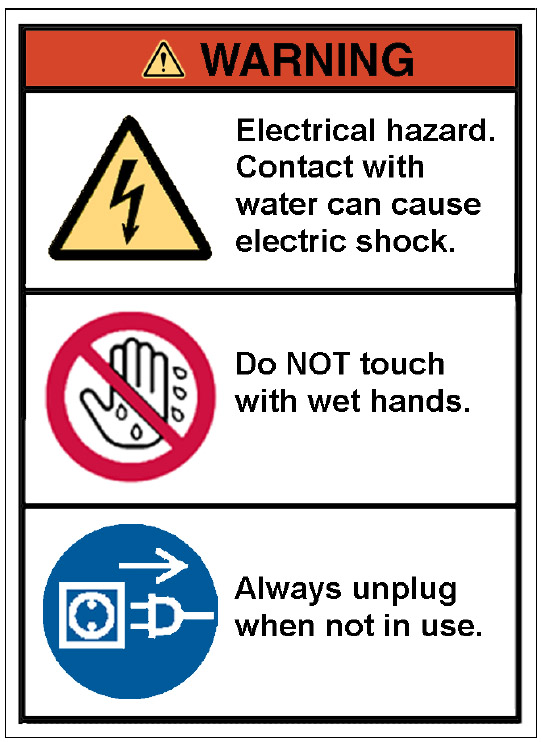 WARNING
Electrical hazard.
Contact with
water can cause
electric shock.
Do NOT touch
with wet hands.
Always unplug
when not in use.